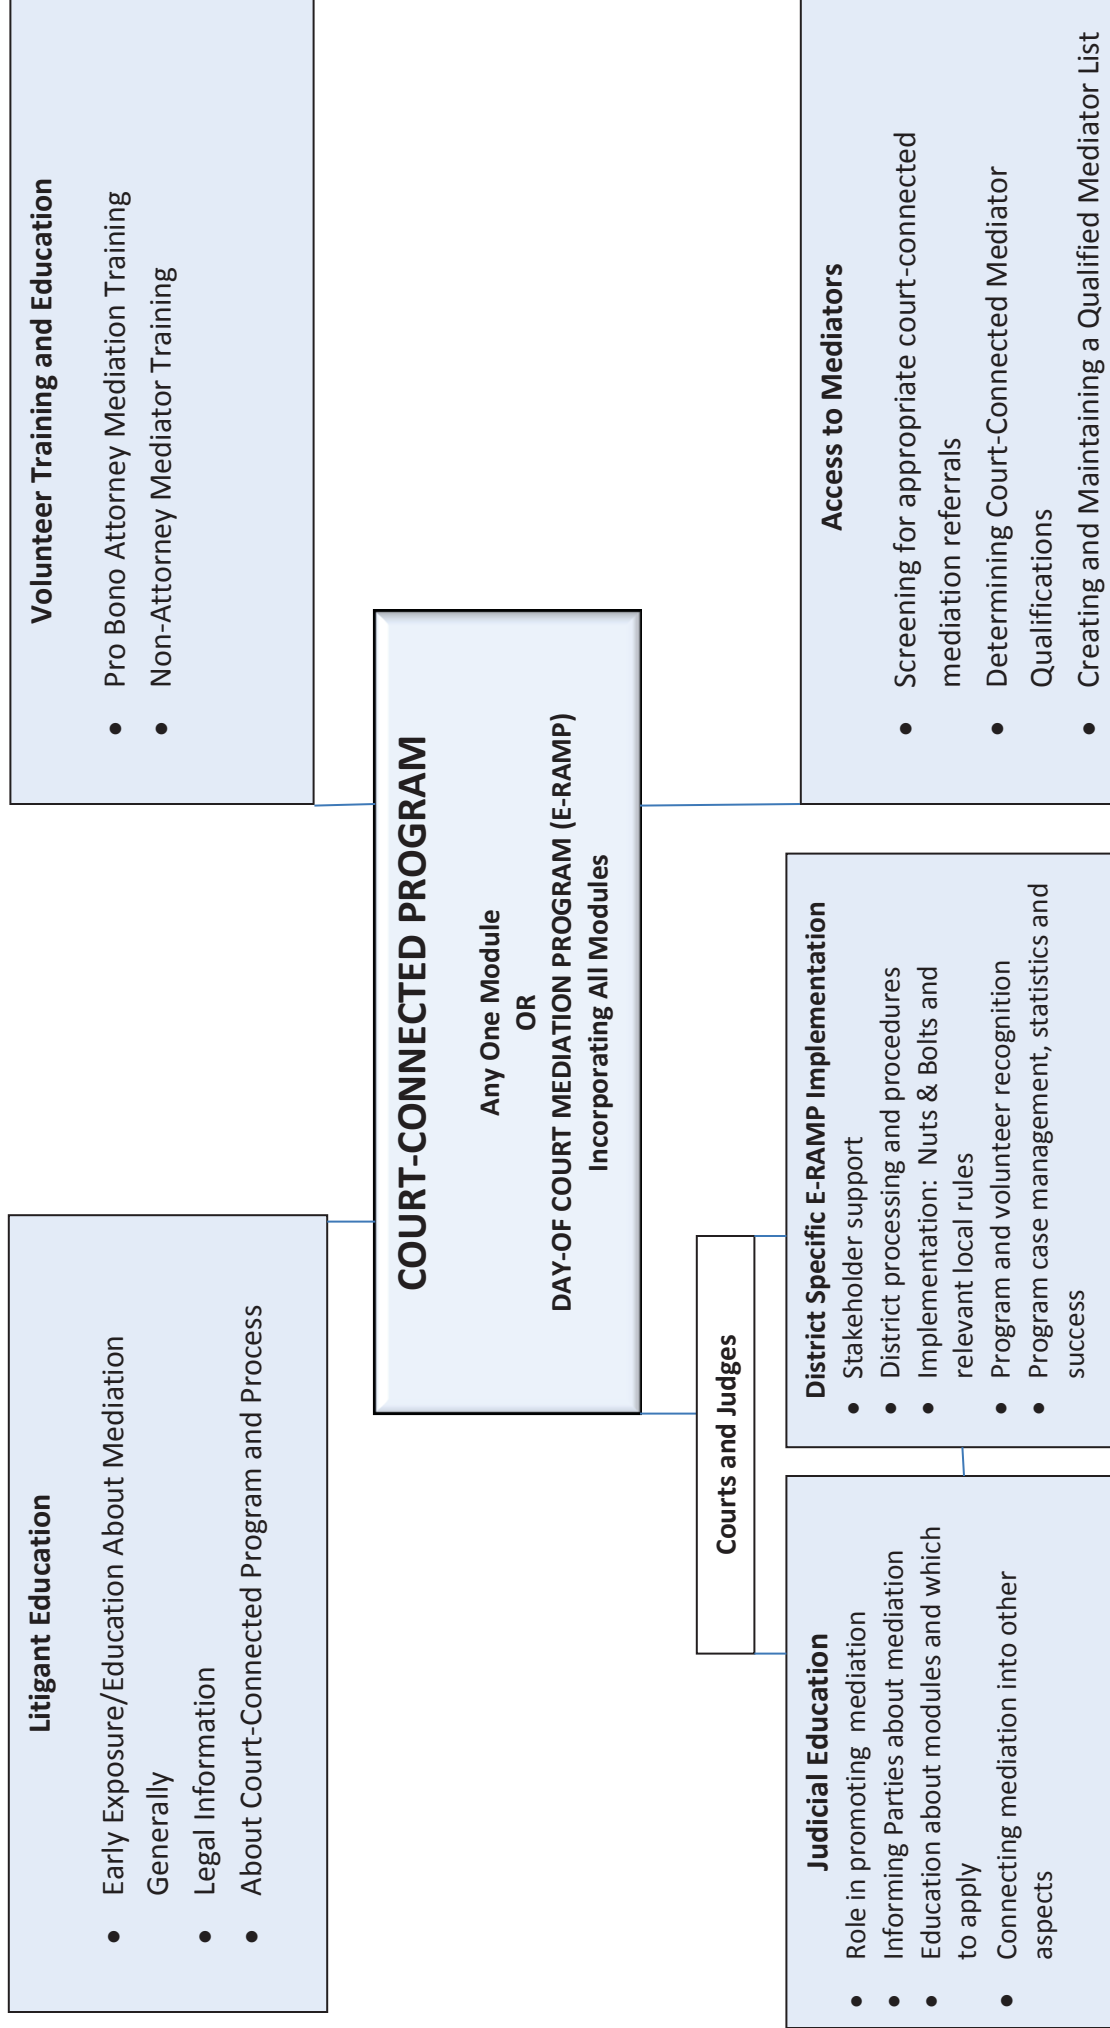 Litigant Education
• Early Exposure/Education About Mediation
Generally
• Legal Information
• About Court-Connected Program and Process
Volunteer Training and Education
• Pro Bono Attorney Mediation Training
• Non-Attorney Mediator Training
COURT-CONNECTED PROGRAM
Any One Module
OR
DAY-OF COURT MEDIATION PROGRAM (E-RAMP)
Incorporating All Modules
Courts and Judges
Judicial Education
• Role in promoting mediation
• Informing Parties about mediation
• Education about modules and which
to apply
• Connecting mediation into other
aspects
District Specific E-RAMP Implementation
• Stakeholder support
• District processing and procedures
• Implementation: Nuts & Bolts and
relevant local rules
• Program and volunteer recognition
• Program case management, statistics and
success
Access to Mediators
• Screening for appropriate court-connected
mediation referrals
• Determining Court-Connected Mediator
Qualifications
• Creating and Maintaining a Qualified Mediator List